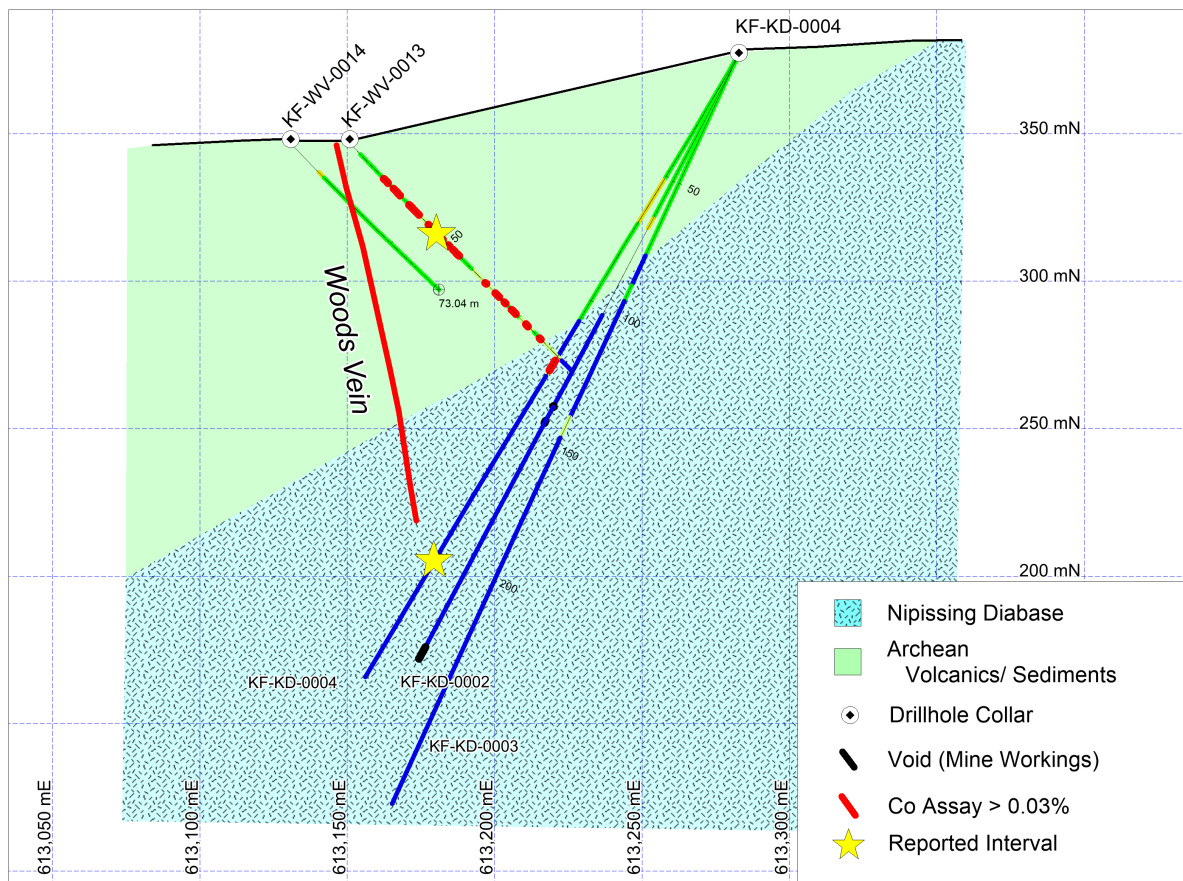 KF-KD-0004
KF-WV-0014
KF-WV-0013
350 mN
50
50
300 mN
73.04 m
Woods Vein
100
250 mN
150
200 mN
200
KF-KD-0004
KF-KD-0002
KF-KD-0003
613,050 mE
613,100 mE
613,150 mE
613,200 mE
613,250 mE
613,300 mE
Nipissing Diabase
Archean
Volcanics/ Sediments
Drillhole Collar
Void (Mine Workings)
Co Assay > 0.03%
Reported Interval